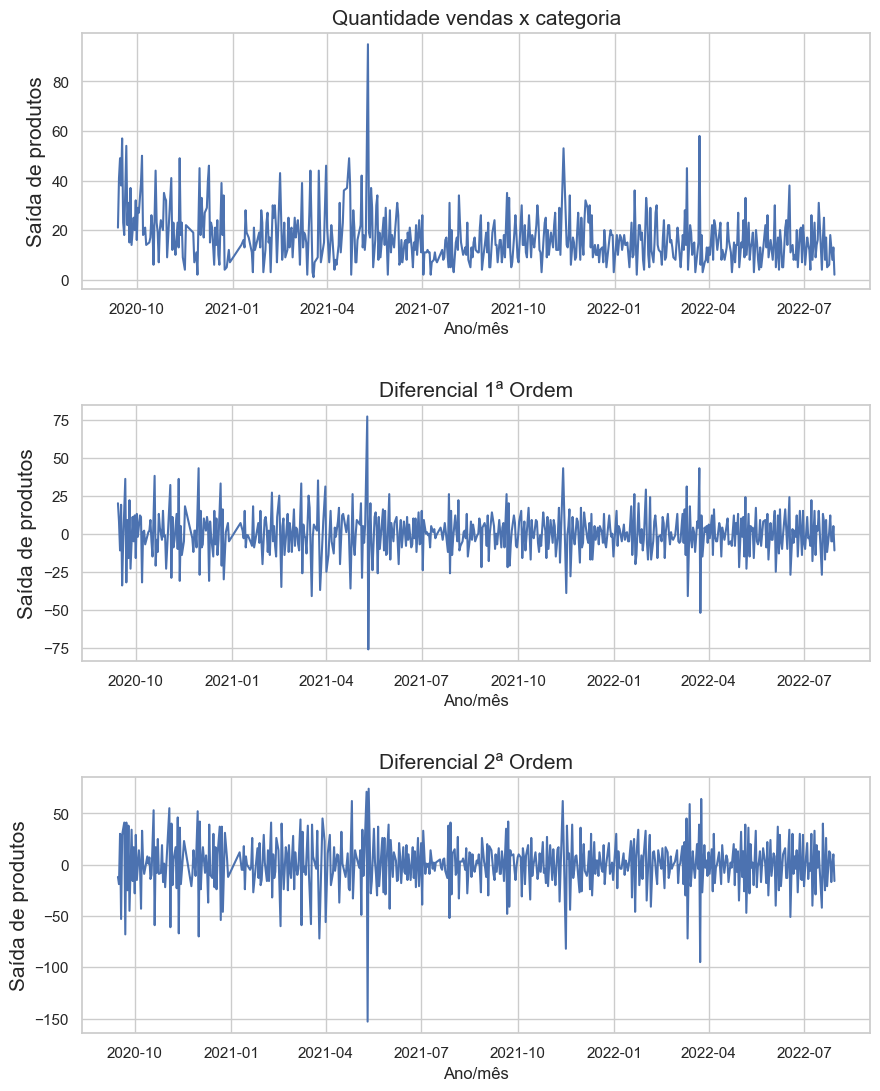 Quantidade vendas x categoria
Saída de produtos
80
60
40
20
0
2020-10 2021-01 2021-04 2021-07 2021-10 2022-01 2022-04 2022-07
Ano/mês
Diferencial 1ª Ordem
Saída de produtos
75
50
25
0
−25
−50
−75
2020-10 2021-01 2021-04 2021-07 2021-10 2022-01 2022-04 2022-07
Ano/mês
Diferencial 2ª Ordem
Saída de produtos
50
0
−50
−100
−150
2020-10 2021-01 2021-04 2021-07 2021-10 2022-01 2022-04 2022-07
Ano/mês